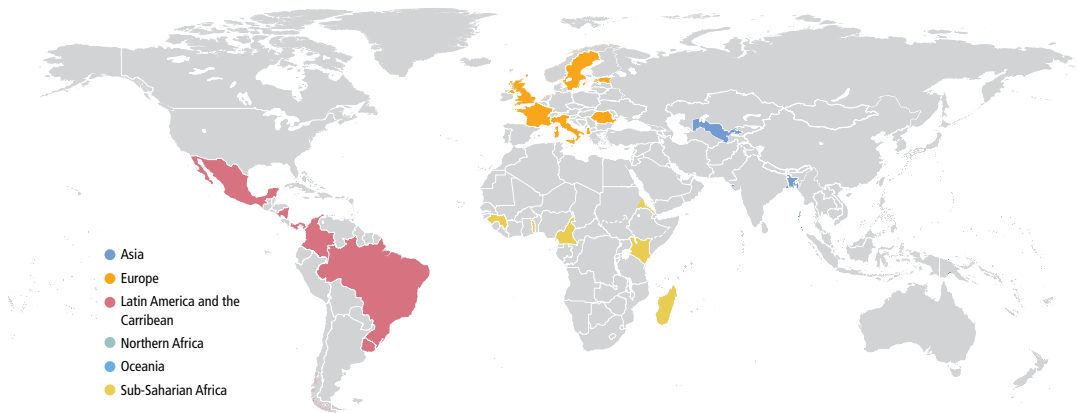 Asia
Europe
Latin America and the
Carribean
Northern Africa
Oceania
Sub-Saharian Africa